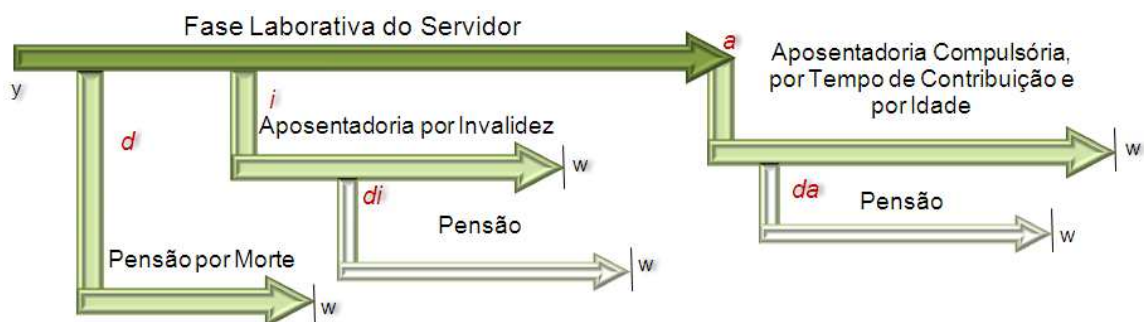 Fase Laborativa do Servidor
a
Aposentadoria Compulsória,
por Tempo de Contribuição e
por Idade
y
i
d
Aposentadoria por Invalidez
w
w
di
da
Pensão
Pensão
w
Pensão por Morte
w
w